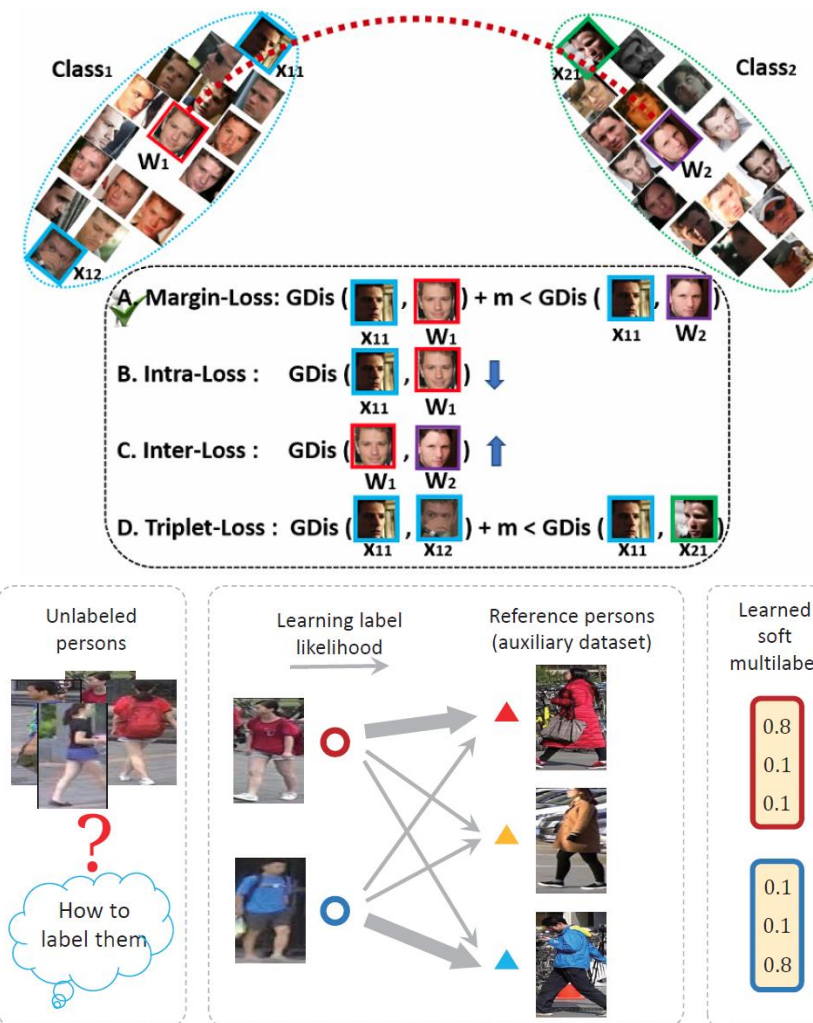 Class₁
x₁₁
W₁
x₁₂
x₂₁
Class₂
W₂
A. Margin-Loss: GDis ( , ) + m < GDis ( , )
x₁₁ W₁ x₁₁ W₂
B. Intra-Loss : GDis ( , )
x₁₁ W₁
C. Inter-Loss : GDis ( , )
W₁ W₂
D. Triplet-Loss : GDis ( , ) + m < GDis ( , )
x₁₁ x₁₂ x₁₁ x₂₁
Unlabeled
persons
?
How to
label them
Learning label
likelihood
Reference persons
(auxiliary dataset)
Learned
soft
multilabel
0.8
0.1
0.1
0.1
0.1
0.8